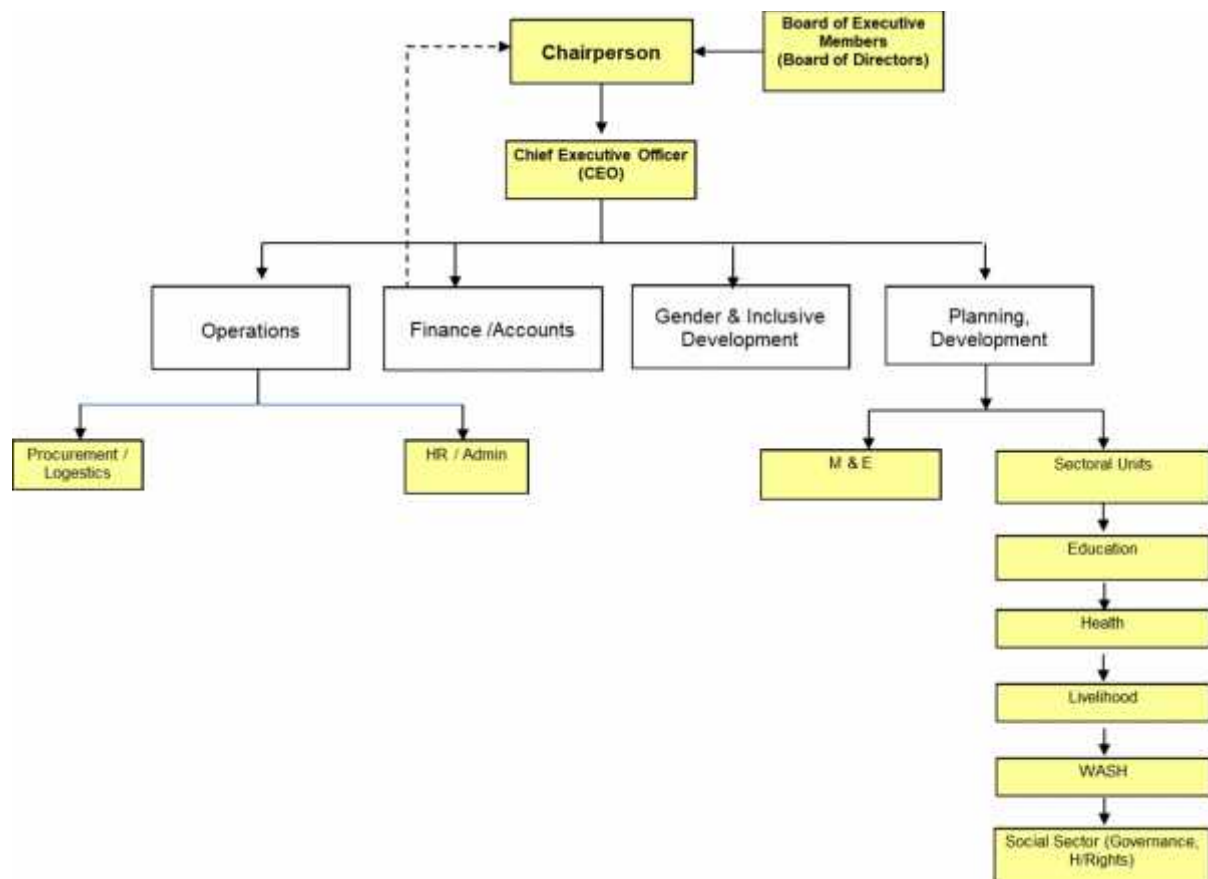 Board of Executive
Members
(Board of Directors)
Chairperson
Chief Executive Officer
(CEO)
Operations
Finance /Accounts
Gender & Inclusive
Development
Planning,
Development
Procurement /
Logestics
HR / Admin
M & E
Sectoral Units
Education
Health
Livelihood
WASH
Social Sector (Governance,
H/Rights)